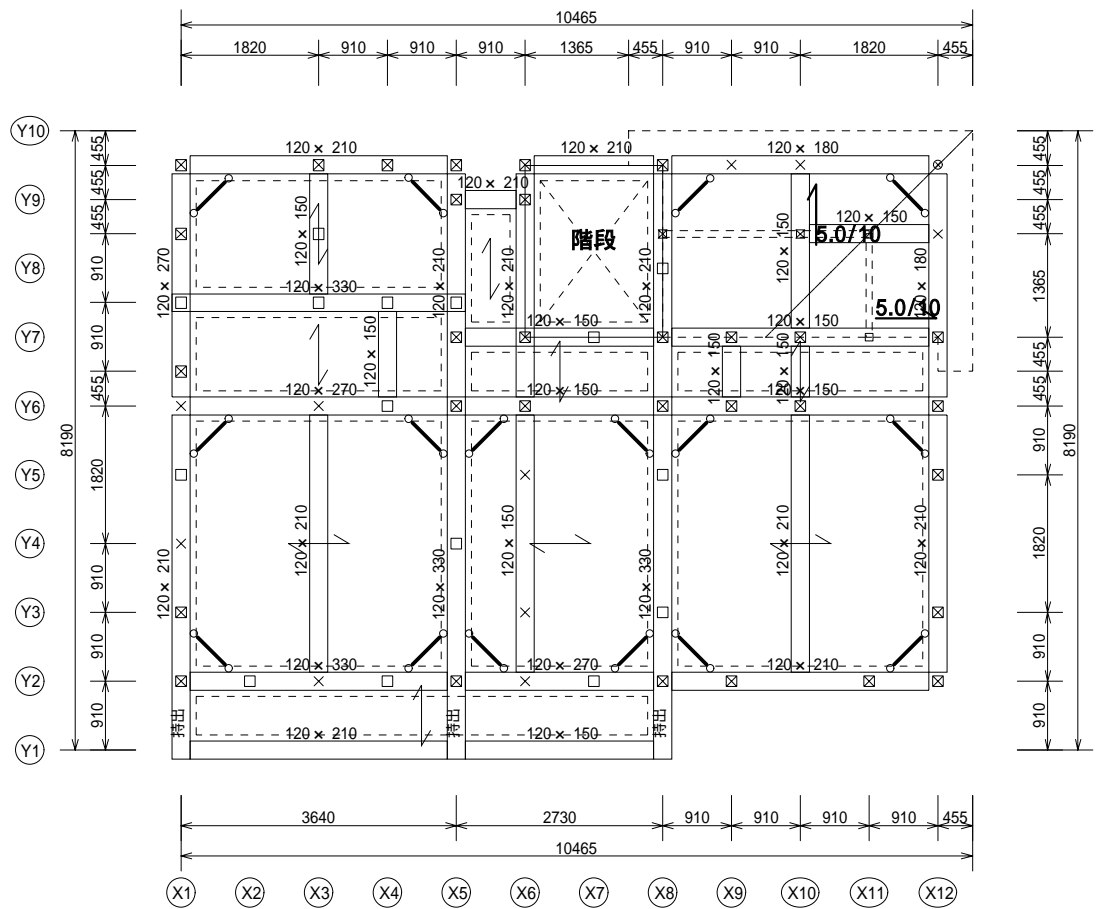 10465
1820 910 910 910 1365 455 910 910 1820 455
Y10
455 455
120 × 210 120 × 210 120 × 180
Y9
455 455
120 × 210
455 455
120 × 150 120 × 150
階段 5.0/10
Y8
910 120 × 270 120 × 210 120 × 210 120 × 210 120 × 150 120 × 180 1365
120 × 330
5.0/10
Y7
910 120 × 150 120 × 150 120 × 150 120 × 150 455
455 120 × 270 120 × 150 120 × 150 120 × 150 455
Y6
8190 910 8190
Y5
1820
Y4
120 × 210 120 × 210 120 × 330 120 × 150 120 × 330 120 × 210 120 × 210 1820
910
Y3
910 910
120 × 330 120 × 270 120 × 210
Y2
910 持出 持出 持出 910
120 × 210 120 × 150
Y1
3640 2730 910 910 910 910 455
10465
X1 X2 X3 X4 X5 X6 X7 X8 X9 X10 X11 X12